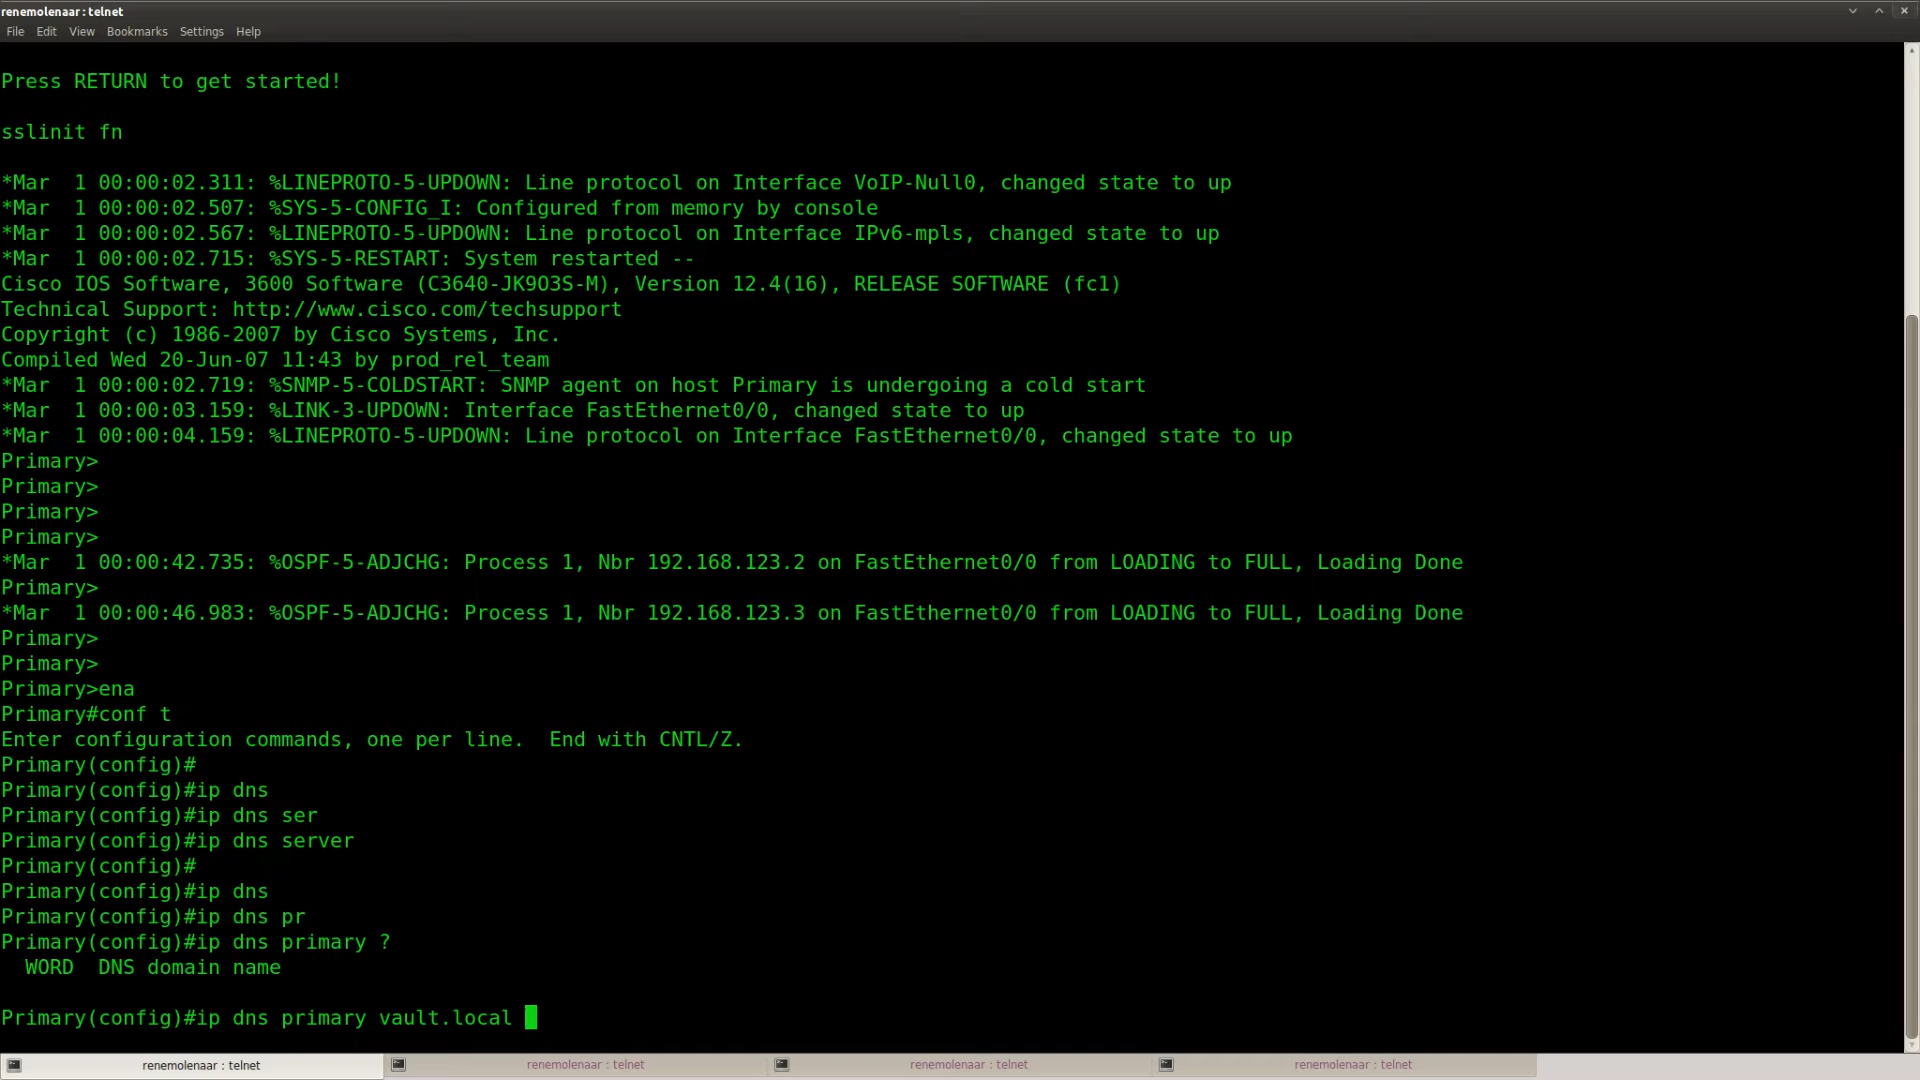 renemolenaar : telnet
File Edit View Bookmarks Settings Help
Press RETURN to get started!
sslinit fn
*Mar  1 00:00:02.311: %LINEPROTO-5-UPDOWN: Line protocol on Interface VoIP-Null0, changed state to up
*Mar  1 00:00:02.507: %SYS-5-CONFIG_I: Configured from memory by console
*Mar  1 00:00:02.567: %LINEPROTO-5-UPDOWN: Line protocol on Interface IPv6-mpls, changed state to up
*Mar  1 00:00:02.715: %SYS-5-RESTART: System restarted --
Cisco IOS Software, 3600 Software (C3640-JK9O3S-M), Version 12.4(16), RELEASE SOFTWARE (fc1)
Technical Support: http://www.cisco.com/techsupport
Copyright (c) 1986-2007 by Cisco Systems, Inc.
Compiled Wed 20-Jun-07 11:43 by prod_rel_team
*Mar  1 00:00:02.719: %SNMP-5-COLDSTART: SNMP agent on host Primary is undergoing a cold start
*Mar  1 00:00:03.159: %LINK-3-UPDOWN: Interface FastEthernet0/0, changed state to up
*Mar  1 00:00:04.159: %LINEPROTO-5-UPDOWN: Line protocol on Interface FastEthernet0/0, changed state to up
Primary>
Primary>
Primary>
Primary>
*Mar  1 00:00:42.735: %OSPF-5-ADJCHG: Process 1, Nbr 192.168.123.2 on FastEthernet0/0 from LOADING to FULL, Loading Done
Primary>
*Mar  1 00:00:46.983: %OSPF-5-ADJCHG: Process 1, Nbr 192.168.123.3 on FastEthernet0/0 from LOADING to FULL, Loading Done
Primary>
Primary>
Primary>ena
Primary#conf t
Enter configuration commands, one per line.  End with CNTL/Z.
Primary(config)#
Primary(config)#ip dns
Primary(config)#ip dns ser
Primary(config)#ip dns server
Primary(config)#
Primary(config)#ip dns
Primary(config)#ip dns pr
Primary(config)#ip dns primary ?
  WORD  DNS domain name
Primary(config)#ip dns primary vault.local
renemolenaar : telnet renemolenaar : telnet renemolenaar : telnet renemolenaar : telnet